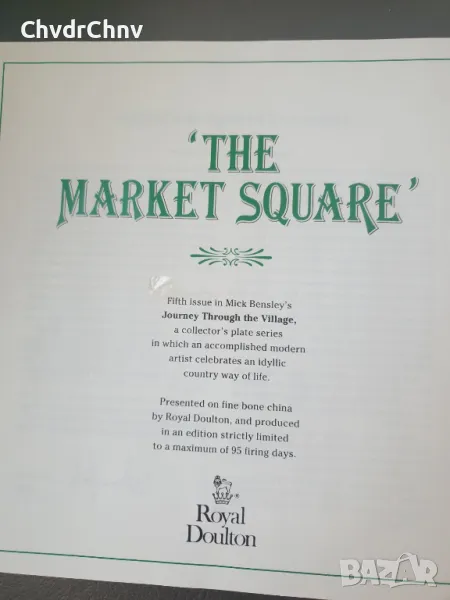 ChvdrChnv
'THE
MARKET SQUARE'
Fifth issue in Mick Bensley's
Journey Through the Village,
a collector's plate series
in which an accomplished modern
artist celebrates an idyllic
country way of life.
Presented on fine bone china
by Royal Doulton, and produced
in an edition strictly limited
to a maximum of 95 firing days.
Royal
Doulton
BAZAR